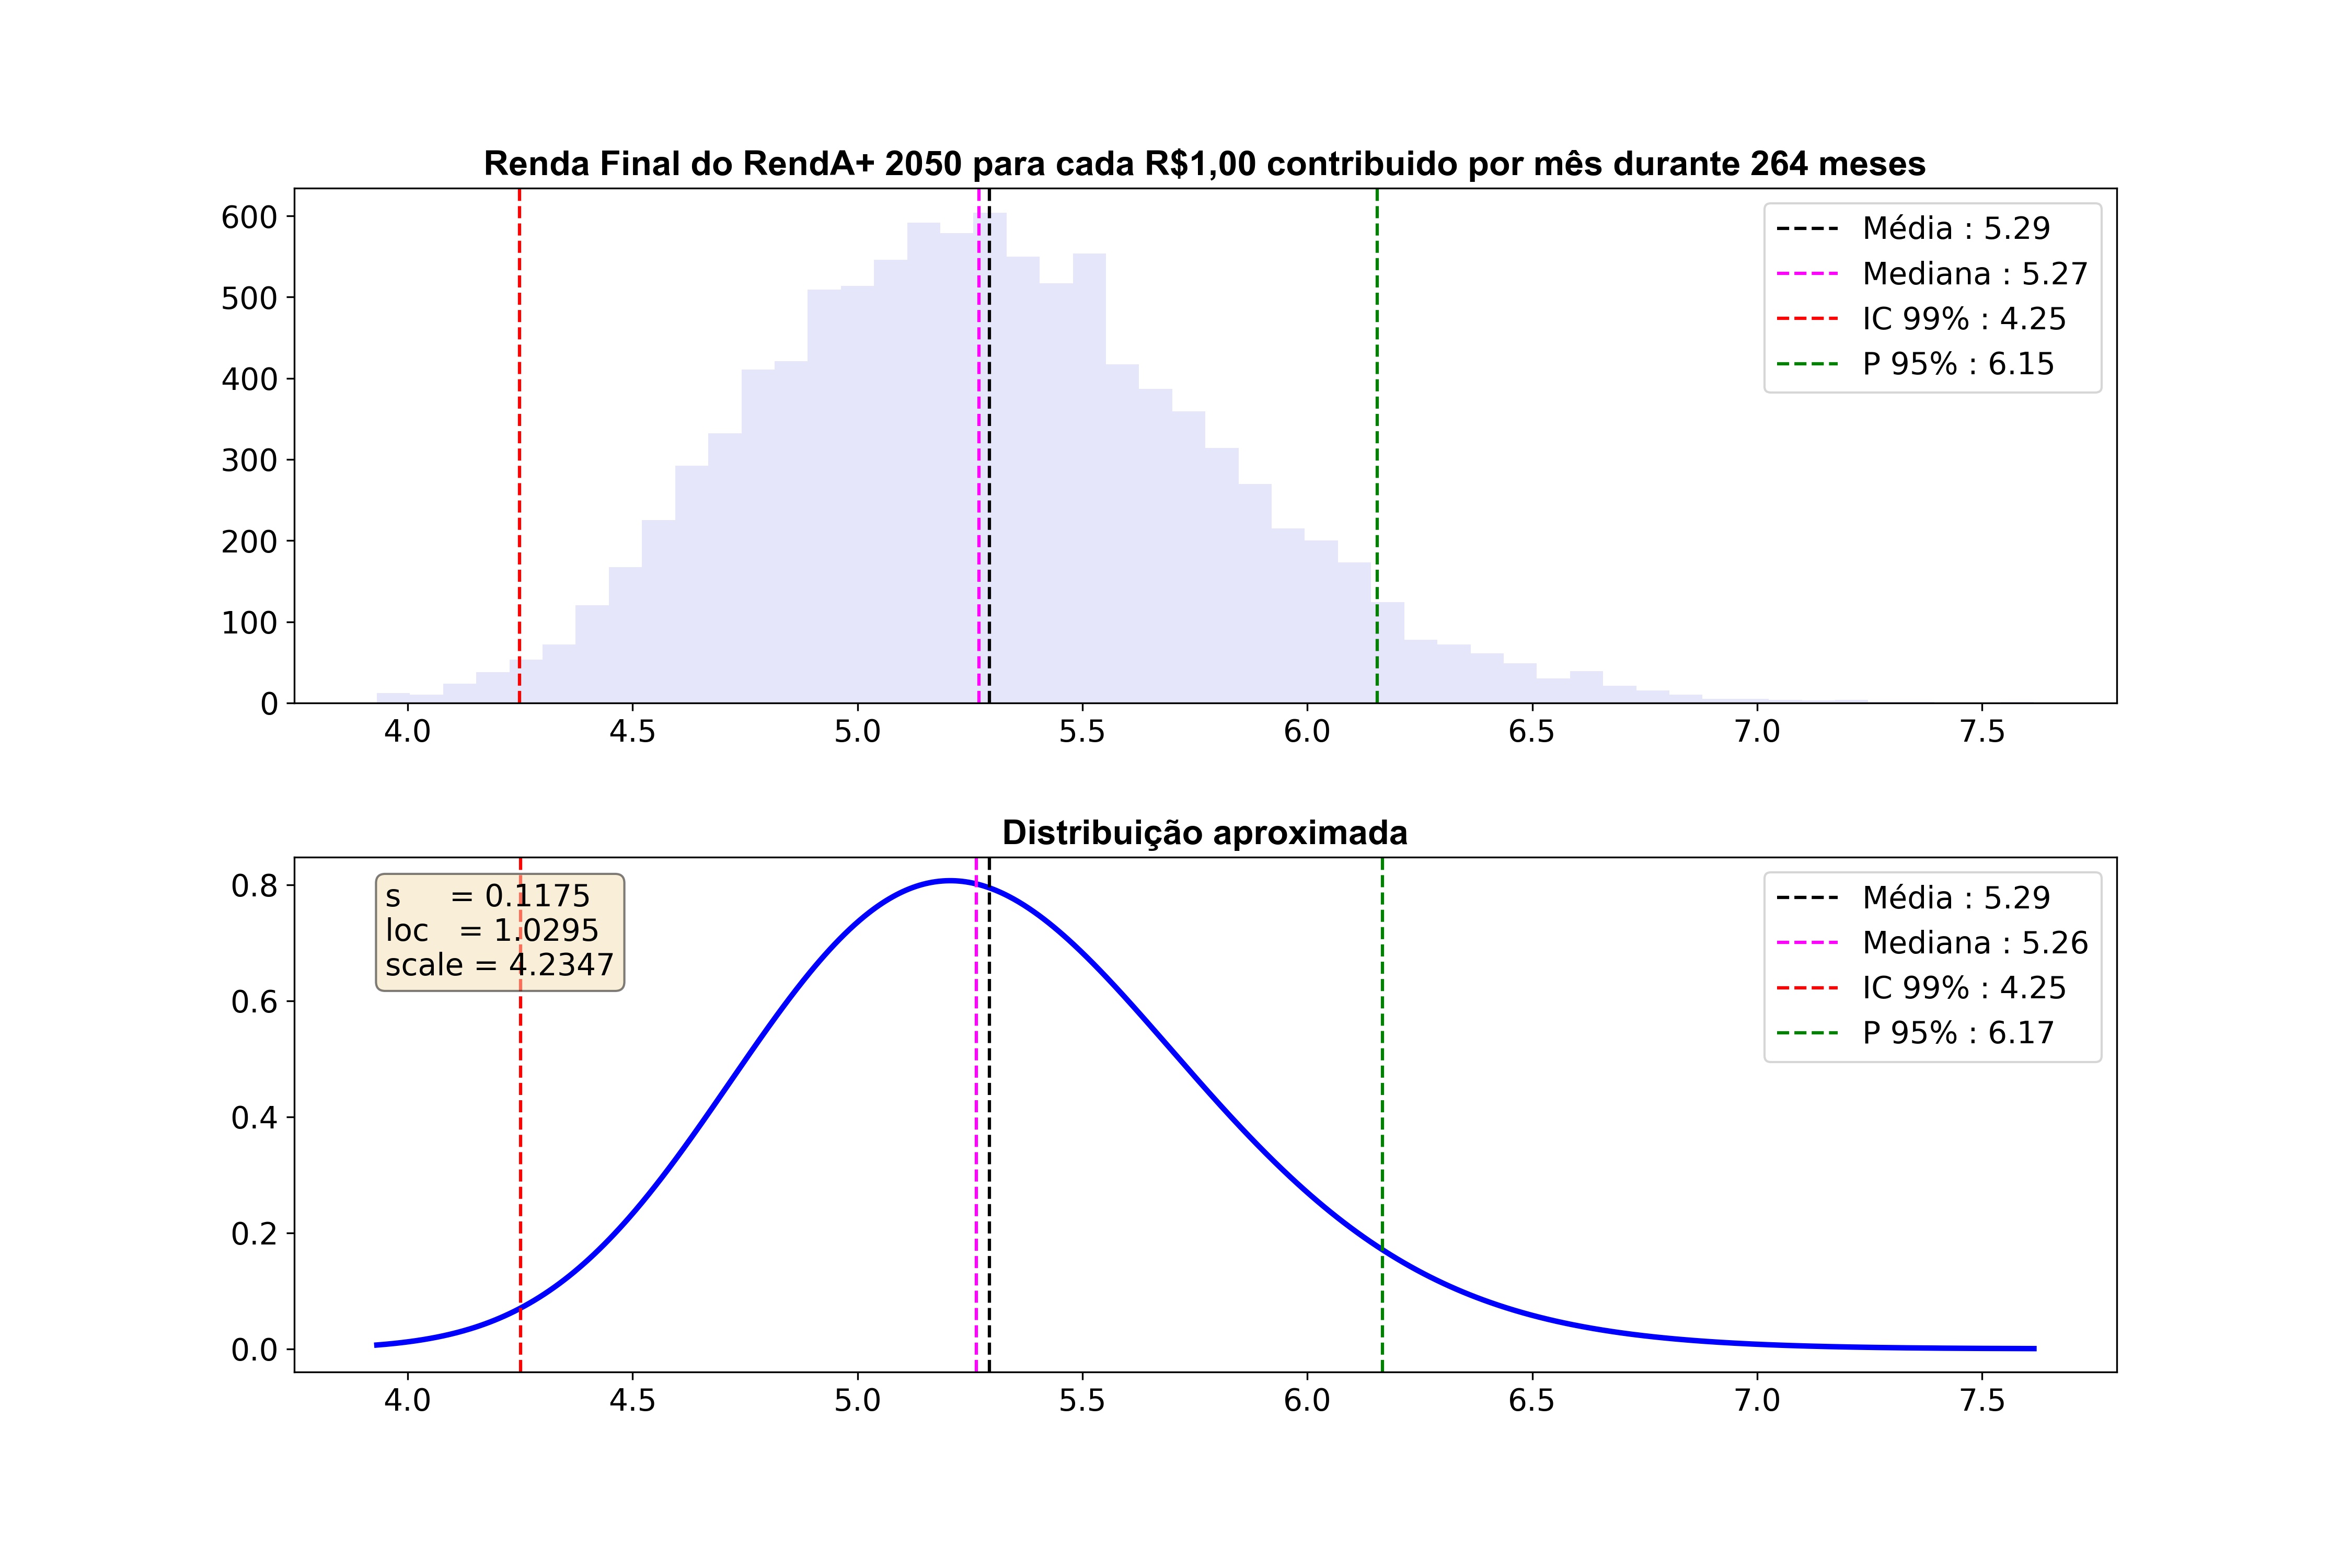 Renda Final do RendA+ 2050 para cada R$1,00 contribuido por mês durante 264 meses
600
500
400
300
200
100
0
4.0 4.5 5.0 5.5 6.0 6.5 7.0 7.5
Média : 5.29
Mediana : 5.27
IC 99% : 4.25
P 95% : 6.15
Distribuição aproximada
0.8
0.6
0.4
0.2
0.0
4.0 4.5 5.0 5.5 6.0 6.5 7.0 7.5
s = 0.1175
loc = 1.0295
scale = 4.2347
Média : 5.29
Mediana : 5.26
IC 99% : 4.25
P 95% : 6.17